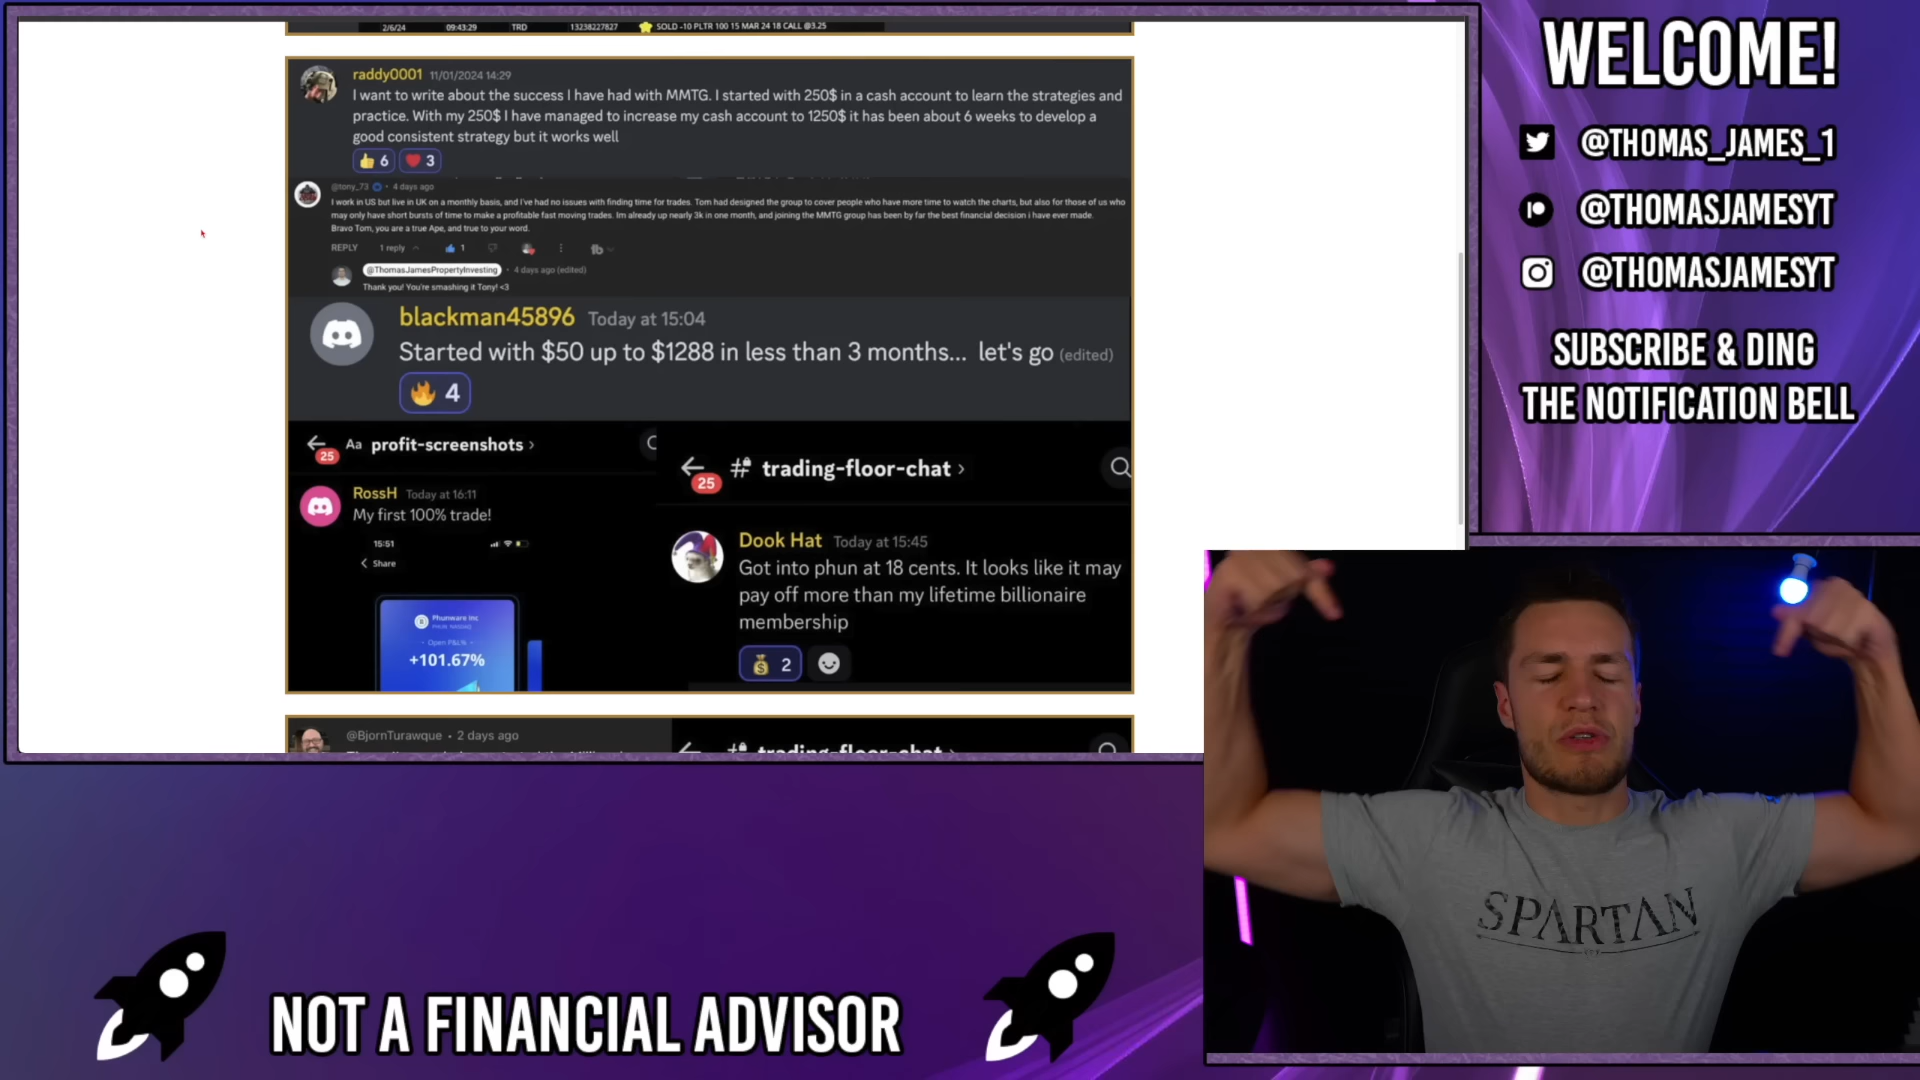 2/6/24 09:43:29 TRD 13238227827 SOLD -10 PLTR 100 15 MAR 24 18 CALL @3.25
raddy0001 11/01/2024 14:29
I want to write about the success I have had with MMTG. I started with 250$ in a cash account to learn the strategies and
practice. With my 250$ I have managed to increase my cash account to 1250$ it has been about 6 weeks to develop a
good consistent strategy but it works well
6 3
@tony_73 • 4 days ago
I work in US but live in UK on a monthly basis, and I've had no issues with finding time for trades. Tom had designed the group to cover people who have more time to watch the charts, but also for those of us who
may only have short bursts of time to make a profitable fast moving trades. Im already up nearly 3k in one month, and joining the MMTG group has been by far the best financial decision i have ever made.
Bravo Tom, you are a true Ape, and true to your word.
REPLY 1 reply 1
@ThomasJamesPropertyInvesting • 4 days ago (edited)
Thank you! You're smashing it Tony! <3
blackman45896 Today at 15:04
Started with $50 up to $1288 in less than 3 months... let's go (edited)
4
25 Aa profit-screenshots >
RossH Today at 16:11
My first 100% trade!
15:51
< Share
Phunware Inc
PHUN NASDAQ
- Open P&L% -
+101.67%
25 # trading-floor-chat >
Dook Hat Today at 15:45
Got into phun at 18 cents. It looks like it may
pay off more than my lifetime billionaire
membership
2
@BjornTurawque • 2 days ago
trading-floor-chat
WELCOME!
@THOMAS_JAMES_1
@THOMASJAMESYT
@THOMASJAMESYT
SUBSCRIBE & DING
THE NOTIFICATION BELL
SPARTAN
NOT A FINANCIAL ADVISOR